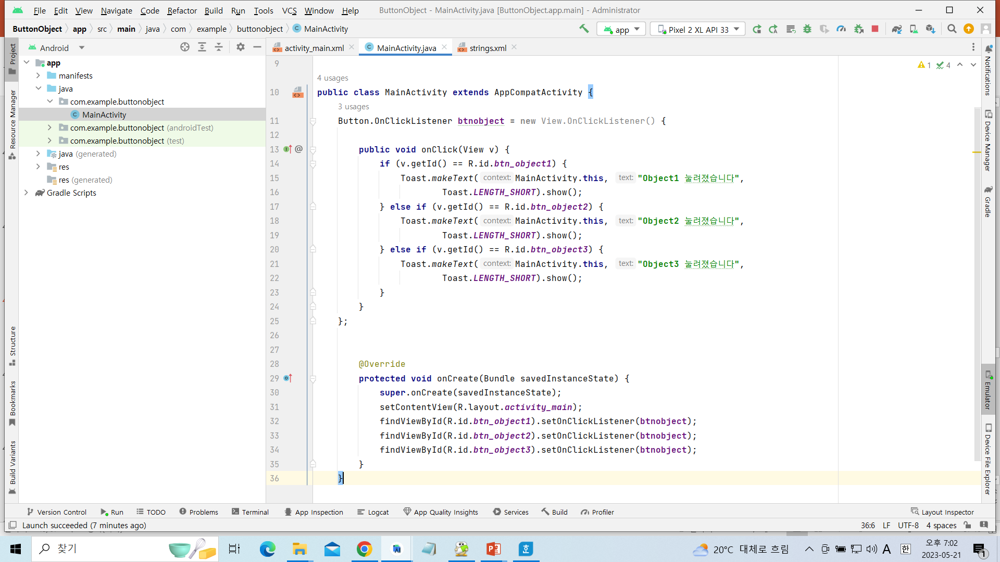 File Edit View Navigate Code Refactor Build Run Tools VCS Window Help ButtonObject - MainActivity.java [ButtonObject.app.main] - Administrator
ButtonObject app src main java com example buttonobject MainActivity app Pixel 2 XL API 33
Project
Resource Manager
Structure
Bookmarks
Build Variants
Android
app
manifests
java
com.example.buttonobject
MainActivity
com.example.buttonobject (androidTest)
com.example.buttonobject (test)
java (generated)
res
res (generated)
Gradle Scripts
activity_main.xml MainActivity.java strings.xml
1 4
9
4 usages
10 public class MainActivity extends AppCompatActivity {
3 usages
11 Button.OnClickListener btnobject = new View.OnClickListener() {
12
13 @ public void onClick(View v) {
14 if (v.getId() == R.id.btn_object1) {
15 Toast.makeText( context: MainActivity.this, text: "Object1 눌려졌습니다",
16 Toast.LENGTH_SHORT).show();
17 } else if (v.getId() == R.id.btn_object2) {
18 Toast.makeText( context: MainActivity.this, text: "Object2 눌려졌습니다",
19 Toast.LENGTH_SHORT).show();
20 } else if (v.getId() == R.id.btn_object3) {
21 Toast.makeText( context: MainActivity.this, text: "Object3 눌려졌습니다",
22 Toast.LENGTH_SHORT).show();
23 }
24 }
25 };
26
27
28 @Override
29 protected void onCreate(Bundle savedInstanceState) {
30 super.onCreate(savedInstanceState);
31 setContentView(R.layout.activity_main);
32 findViewById(R.id.btn_object1).setOnClickListener(btnobject);
33 findViewById(R.id.btn_object2).setOnClickListener(btnobject);
34 findViewById(R.id.btn_object3).setOnClickListener(btnobject);
35 }
36 }
Notifications
Device Manager
Gradle
Emulator
Device File Explorer
Version Control Run TODO Problems Terminal App Inspection Logcat App Quality Insights Services Build Profiler Layout Inspector
Launch succeeded (7 minutes ago) 36:6 LF UTF-8 4 spaces
찾기 20°C 대체로 흐림 A 한 오후 7:02
2023-05-21 1